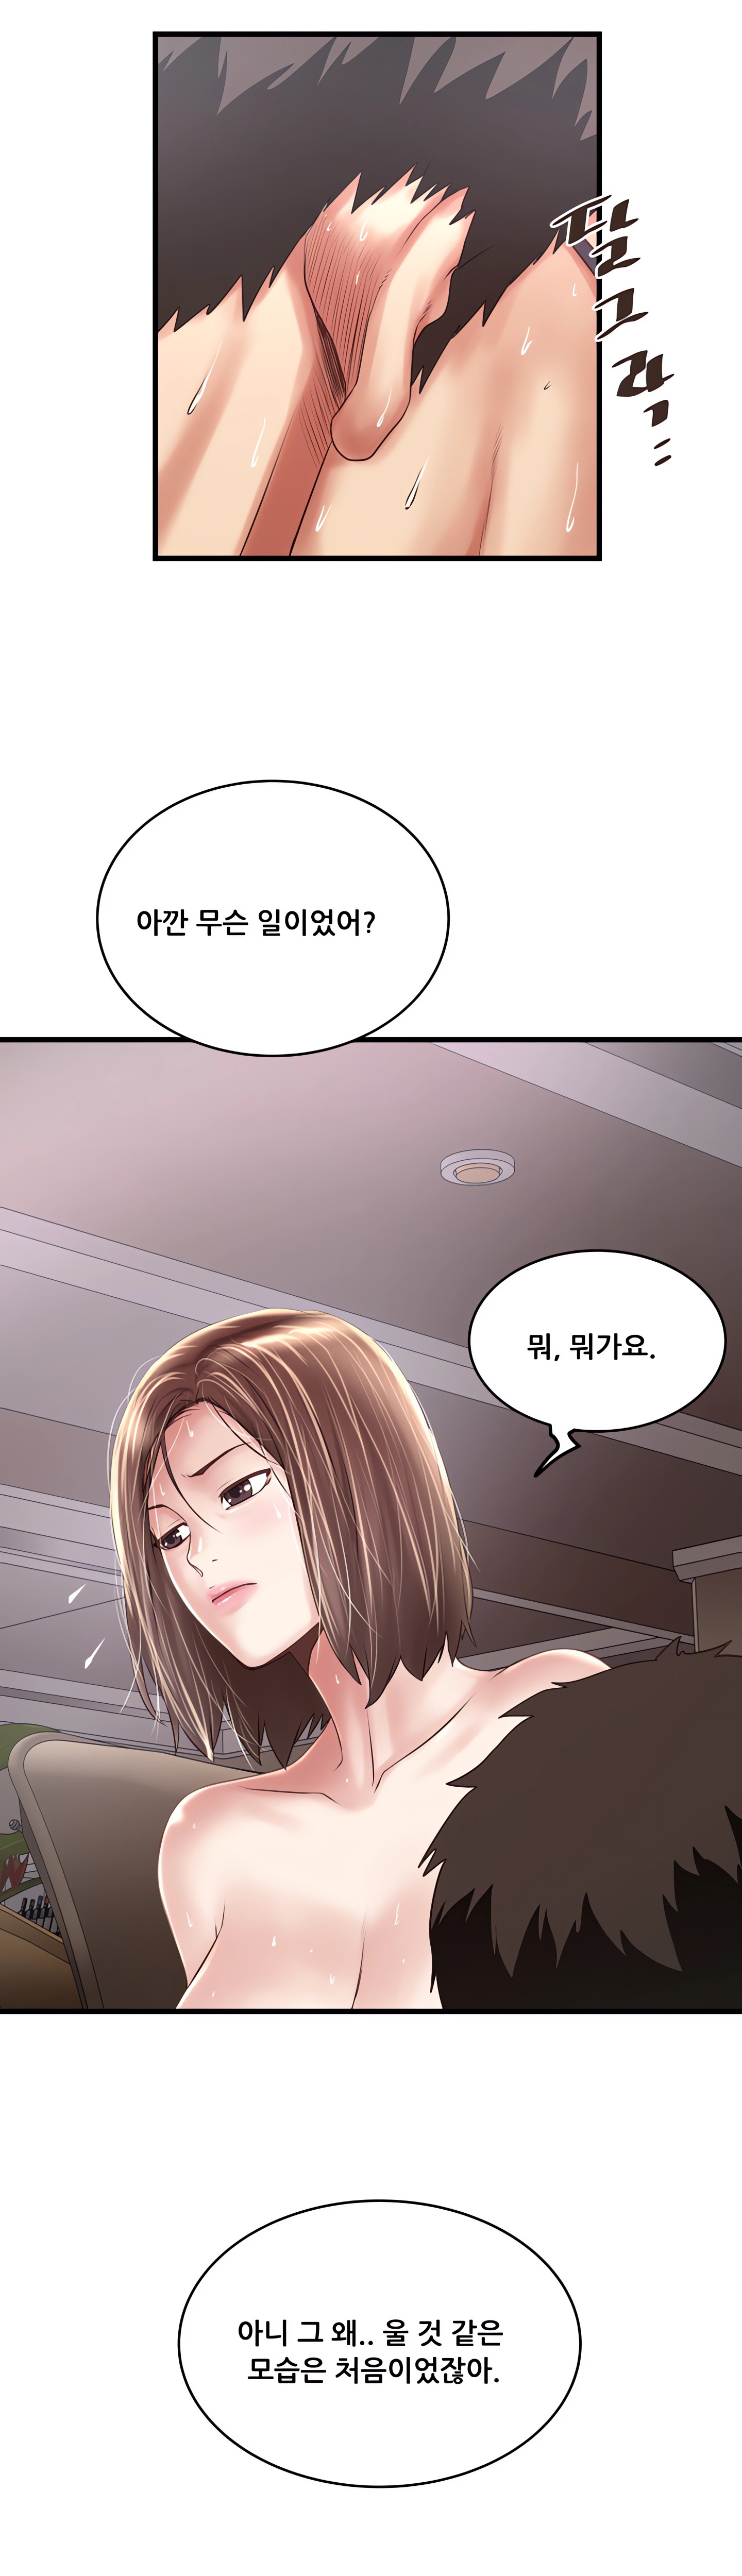 딸그락..
아깐 무슨 일이었어?
뭐, 뭐가요.
아니 그 왜.. 울 것 같은
모습은 처음이었잖아.